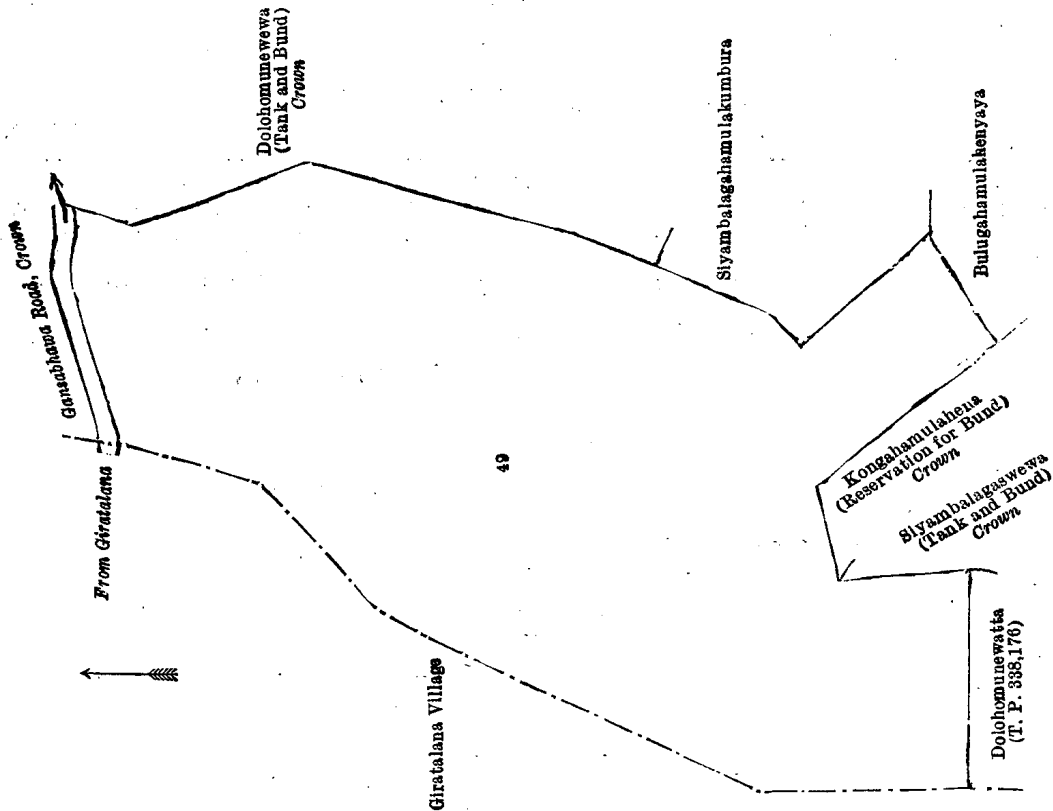 Gansabhawa Road, Crown
From Giratalana
Dolohomunewewa
(Tank and Bund)
Crown
Giratalana Village
49
Siyambalagahamulakumbura
Bulugahamulahenyaya
Kongahamulahena
(Reservation for Bund)
Crown
Siyambalagaswewa
(Tank and Bund)
Crown
Dolohomunewatta
(T. P. 338,176)